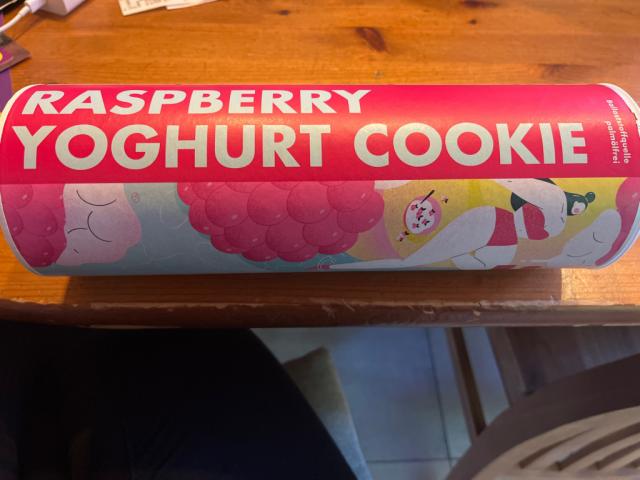 RASPBERRY
YOGHURT COOKIE
Ballaststoffquelle
palmölfrei